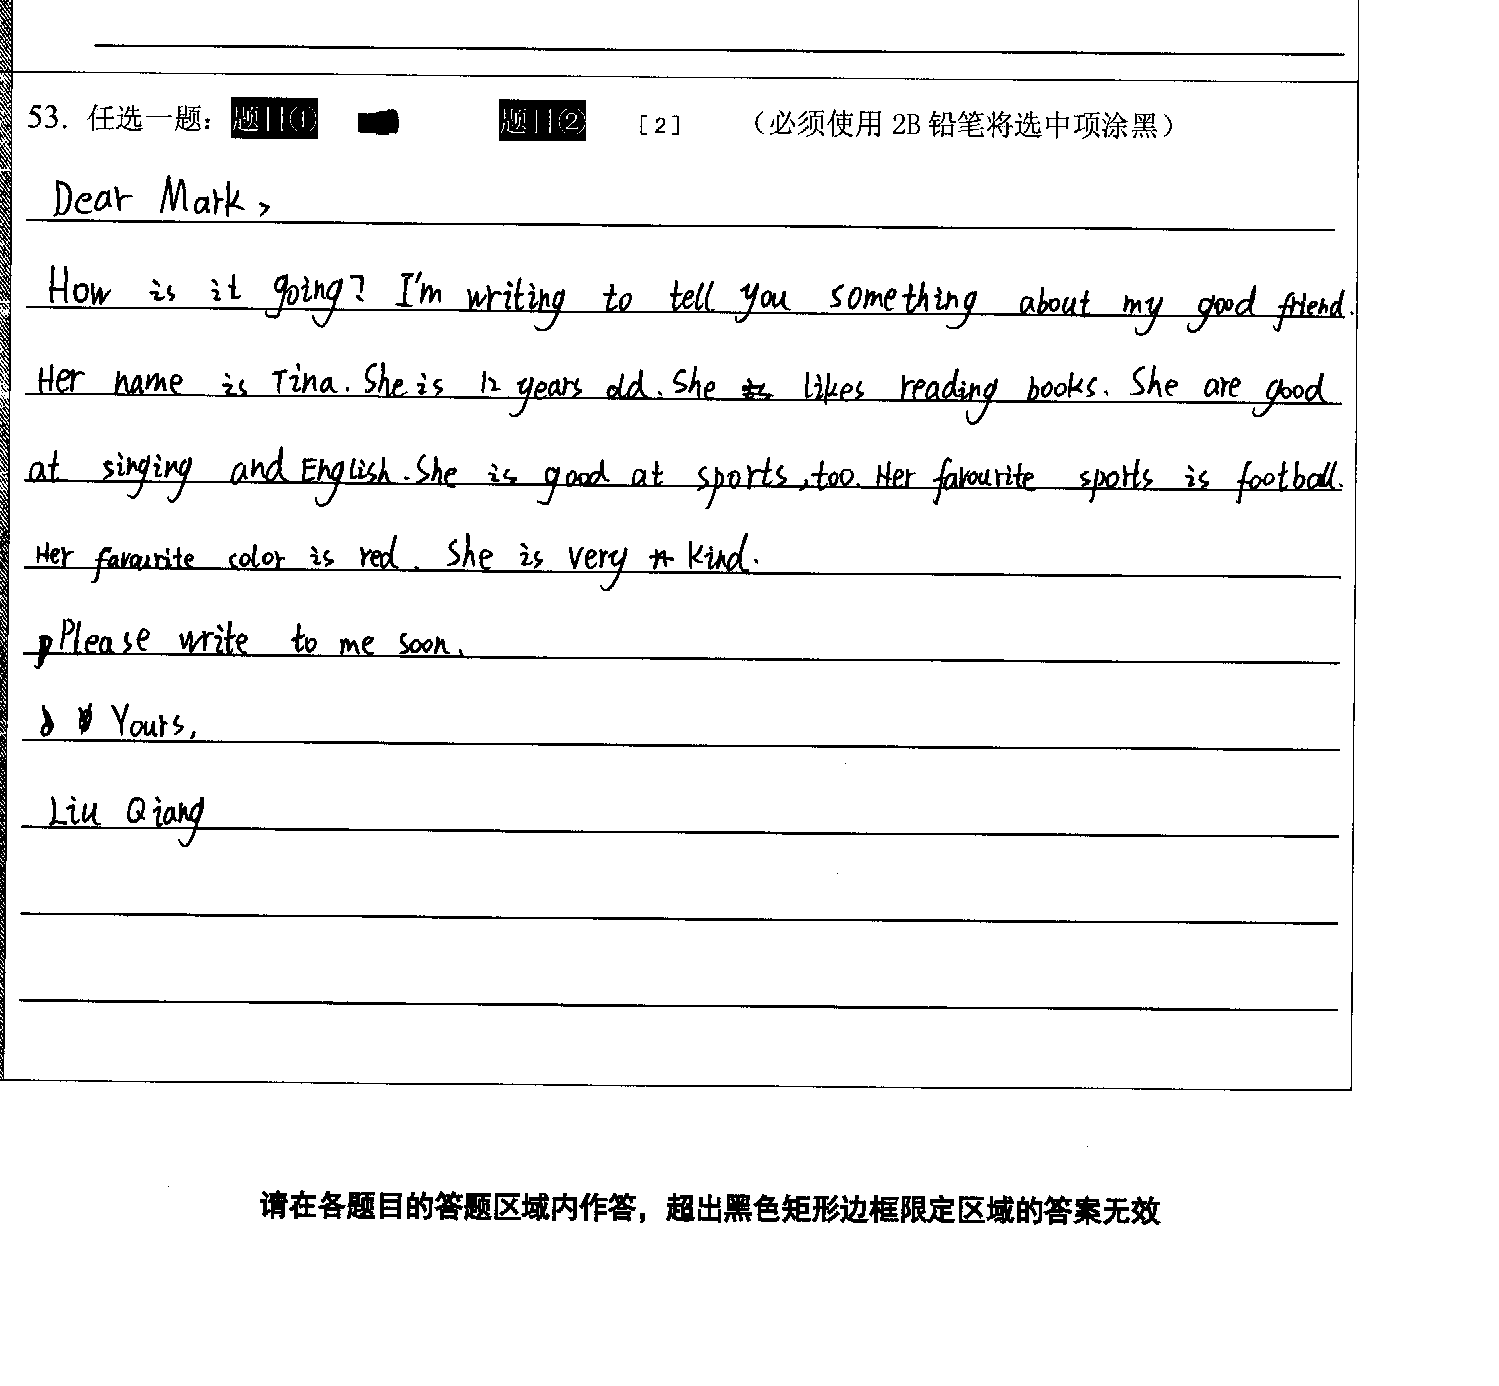 53. 任选一题： 题目① 题目② [2] （必须使用 2B 铅笔将选中项涂黑）
Dear Mark,
How is it going? I'm writing to tell you something about my good friend.
Her name is Tina. She is 12 years old. She likes reading books. She are good
at singing and English. She is good at sports, too. Her favourite sports is football.
Her favourite color is red. She is very kind.
Please write to me soon.
Yours,
Liu Qiang
请在各题目的答题区域内作答，超出黑色矩形边框限定区域的答案无效